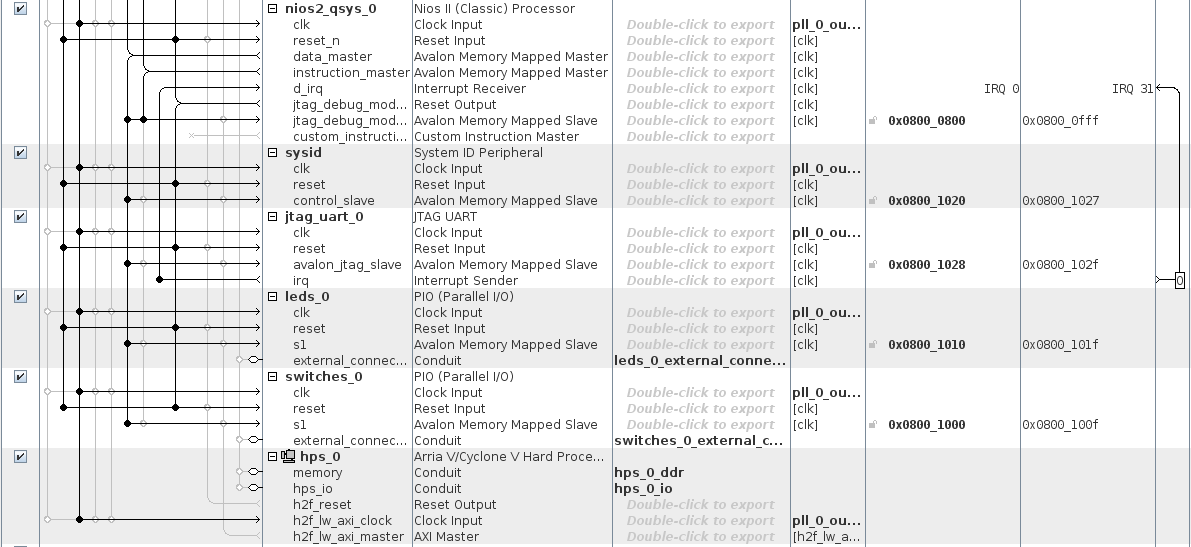 nios2_qsys_0 Nios II (Classic) Processor
clk Clock Input Double-click to export pll_0_ou...
reset_n Reset Input Double-click to export [clk]
data_master Avalon Memory Mapped Master Double-click to export [clk]
instruction_master Avalon Memory Mapped Master Double-click to export [clk]
d_irq Interrupt Receiver Double-click to export [clk] IRQ 0 IRQ 31
jtag_debug_mod... Reset Output Double-click to export [clk]
jtag_debug_mod... Avalon Memory Mapped Slave Double-click to export [clk] 0x0800_0800 0x0800_0fff
custom_instructi... Custom Instruction Master Double-click to export
sysid System ID Peripheral
clk Clock Input Double-click to export pll_0_ou...
reset Reset Input Double-click to export [clk]
control_slave Avalon Memory Mapped Slave Double-click to export [clk] 0x0800_1020 0x0800_1027
jtag_uart_0 JTAG UART
clk Clock Input Double-click to export pll_0_ou...
reset Reset Input Double-click to export [clk]
avalon_jtag_slave Avalon Memory Mapped Slave Double-click to export [clk] 0x0800_1028 0x0800_102f
irq Interrupt Sender Double-click to export [clk] 0
leds_0 PIO (Parallel I/O)
clk Clock Input Double-click to export pll_0_ou...
reset Reset Input Double-click to export [clk]
s1 Avalon Memory Mapped Slave Double-click to export [clk] 0x0800_1010 0x0800_101f
external_connec... Conduit leds_0_external_conne...
switches_0 PIO (Parallel I/O)
clk Clock Input Double-click to export pll_0_ou...
reset Reset Input Double-click to export [clk]
s1 Avalon Memory Mapped Slave Double-click to export [clk] 0x0800_1000 0x0800_100f
external_connec... Conduit switches_0_external_c...
hps_0 Arria V/Cyclone V Hard Proce...
memory Conduit hps_0_ddr
hps_io Conduit hps_0_io
h2f_reset Reset Output Double-click to export
h2f_lw_axi_clock Clock Input Double-click to export pll_0_ou...
h2f_lw_axi_master AXI Master Double-click to export [h2f_lw_a...